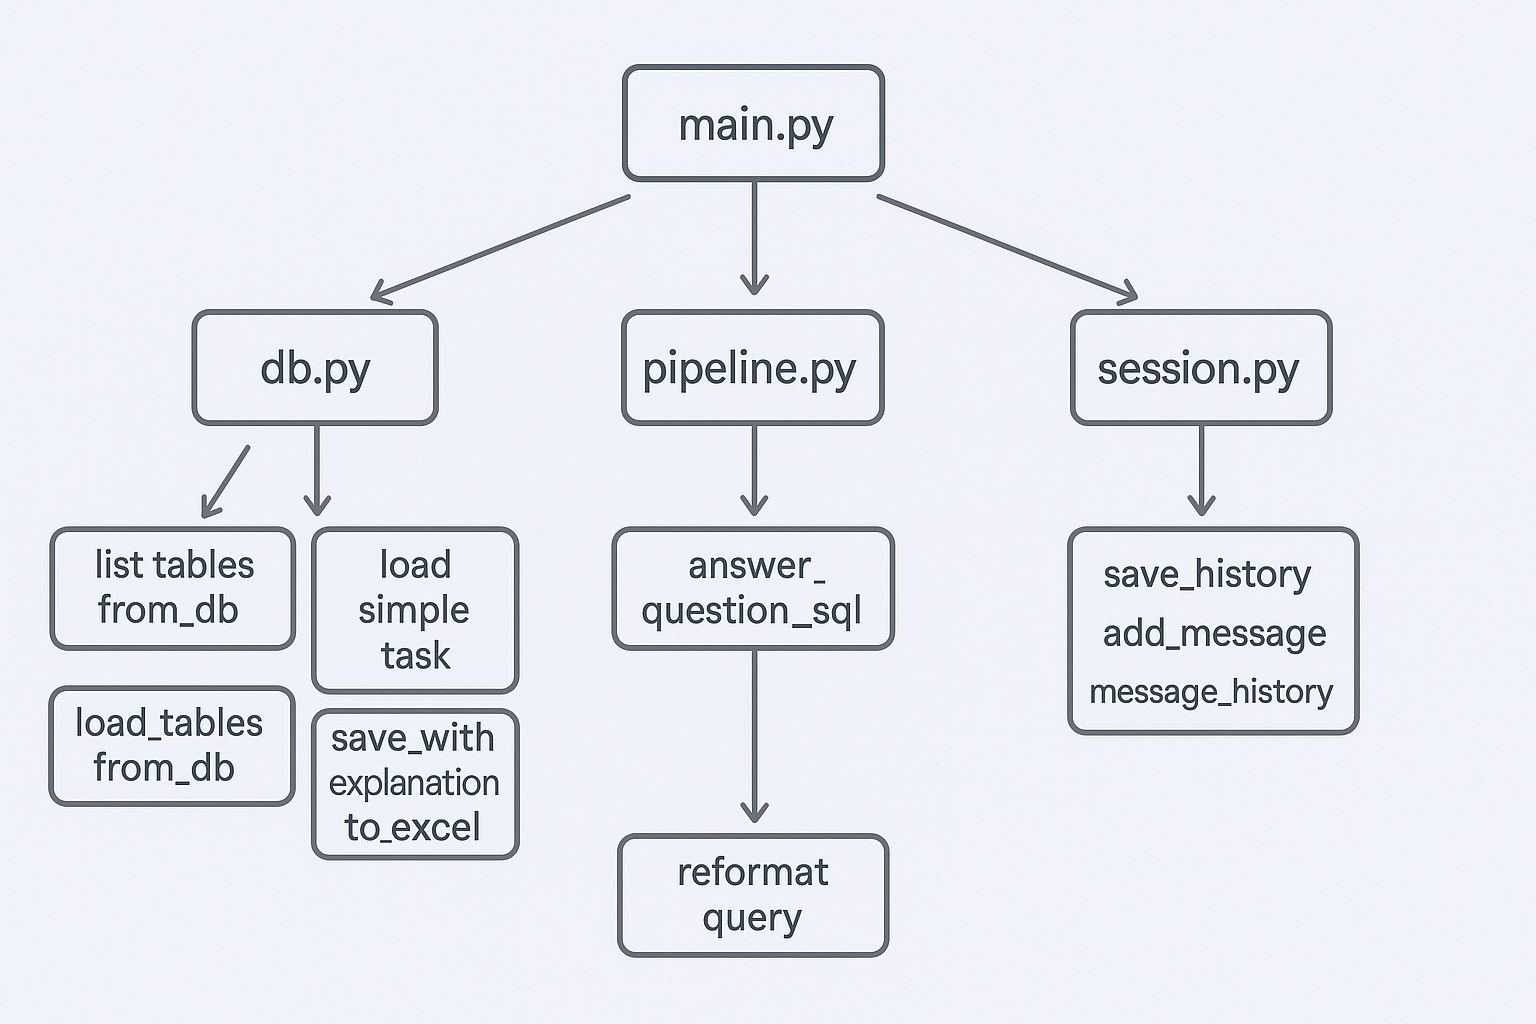 main.py
db.py
pipeline.py
session.py
list tables
from_db
load
simple
task
load_tables
from_db
save_with
explanation
to_excel
answer_
question_sql
reformat
query
save_history
add_message
message_history